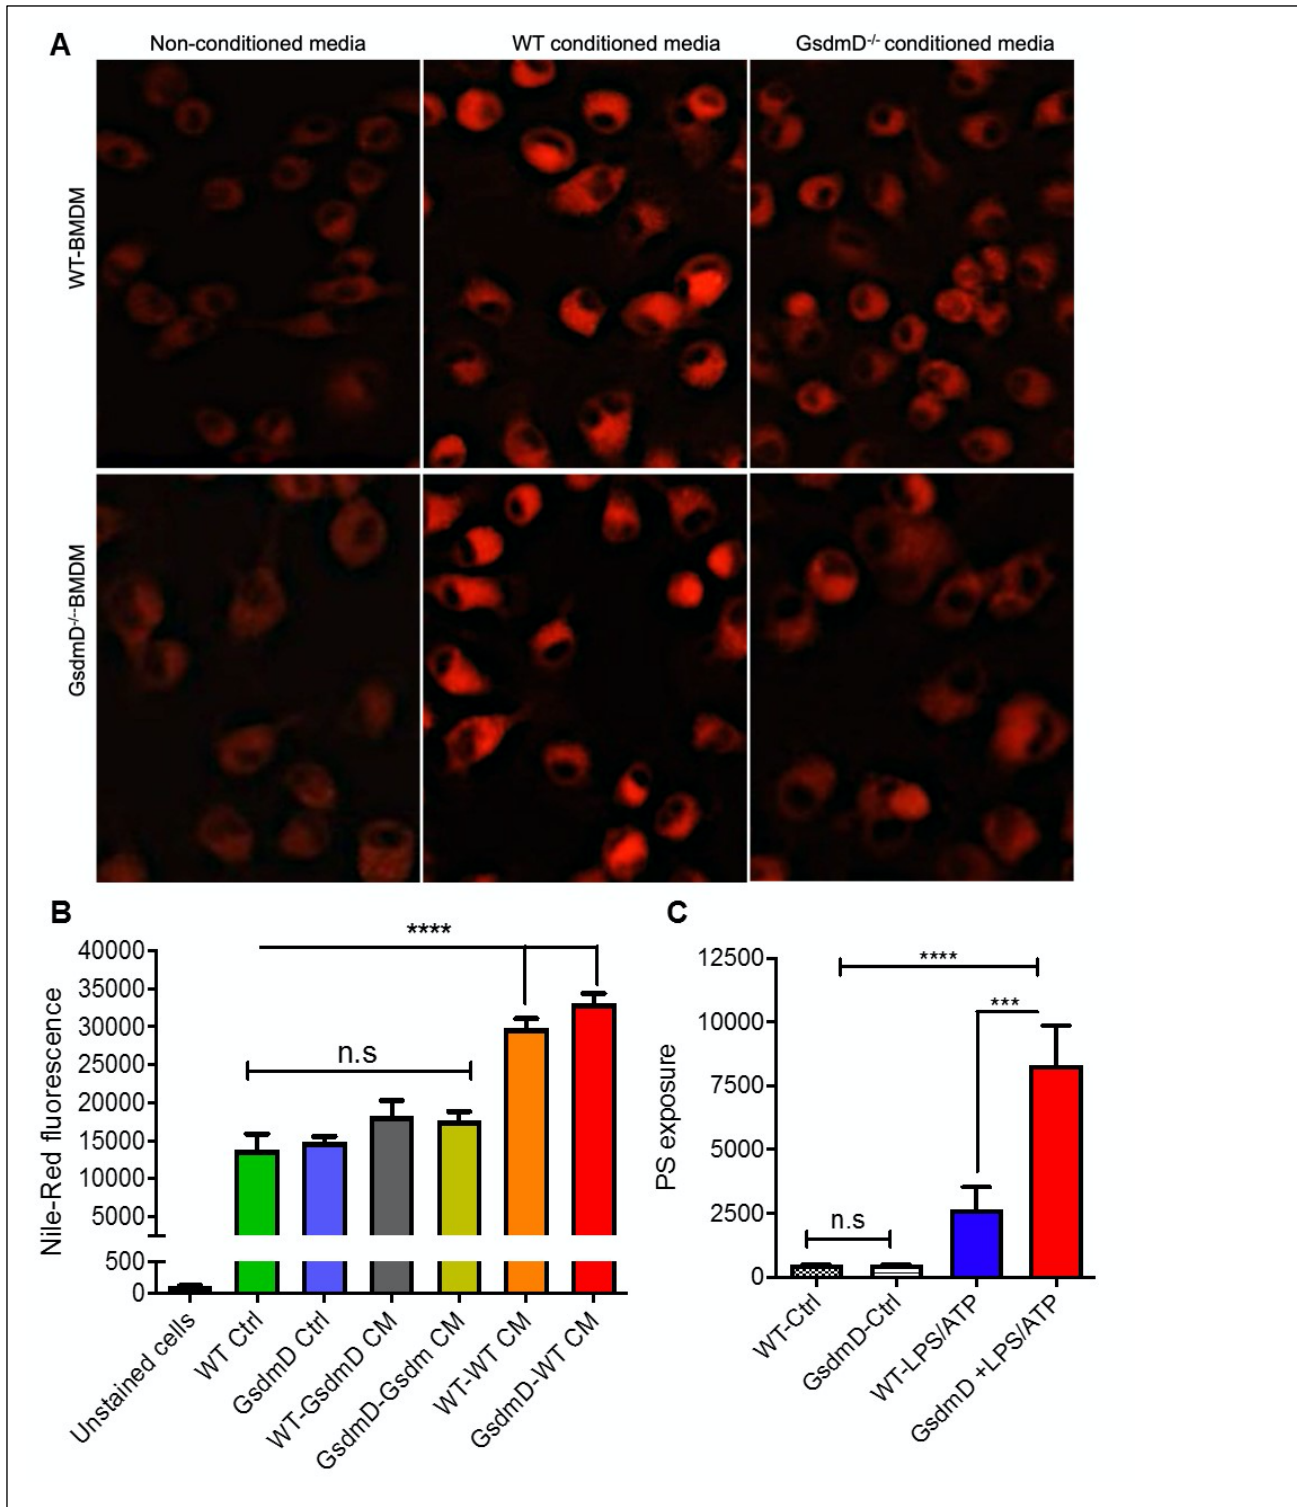 A
Non-conditioned media
WT conditioned media
GsdmD-/- conditioned media
WT-BMDM
GsdmD-/-BMDM
B
****
Nile-Red fluorescence
40000
35000
30000
25000
20000
15000
10000
5000
500
0
n.s
Unstained cells
WT Ctrl
GsdmD Ctrl
WT-GsdmD CM
GsdmD-Gsdm CM
WT-WT CM
GsdmD-WT CM
C
****
***
PS exposure
12500
10000
7500
5000
2500
0
n.s
WT-Ctrl
GsdmD-Ctrl
WT-LPS/ATP
GsdmD +LPS/ATP